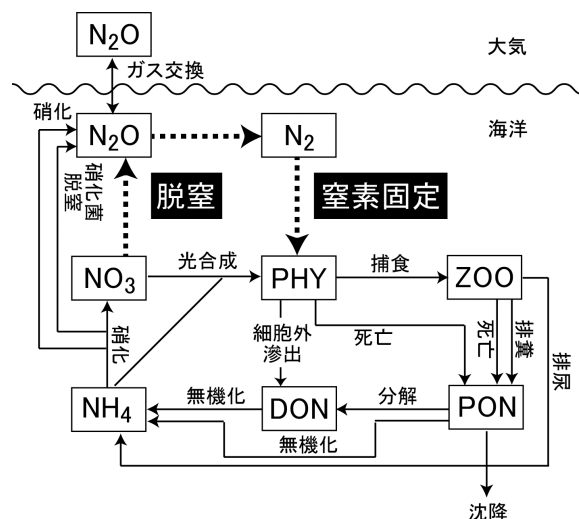 N₂O
大気
ガス交換
硝化
N₂O
N₂
海洋
硝化菌
脱窒
脱窒
窒素固定
NO₃
光合成
PHY
捕食
ZOO
硝化
細胞外
滲出
死亡
死亡
排糞
排尿
NH₄
無機化
DON
分解
PON
無機化
沈降